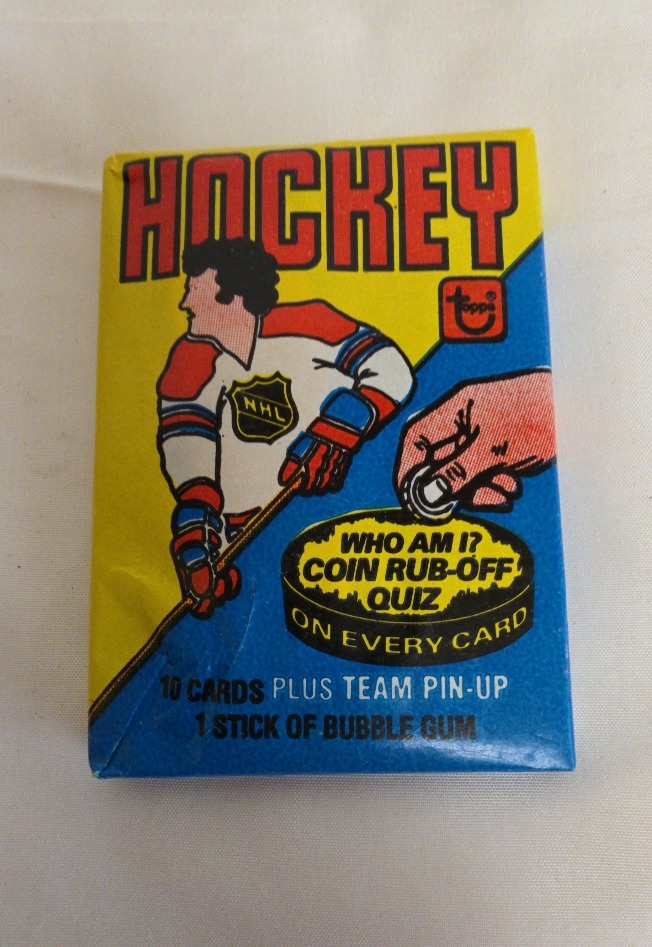 HOCKEY
topps®
NHL
WHO AM I?
COIN RUB-OFF
QUIZ
ON EVERY CARD
10 CARDS PLUS TEAM PIN-UP
1 STICK OF BUBBLE GUM